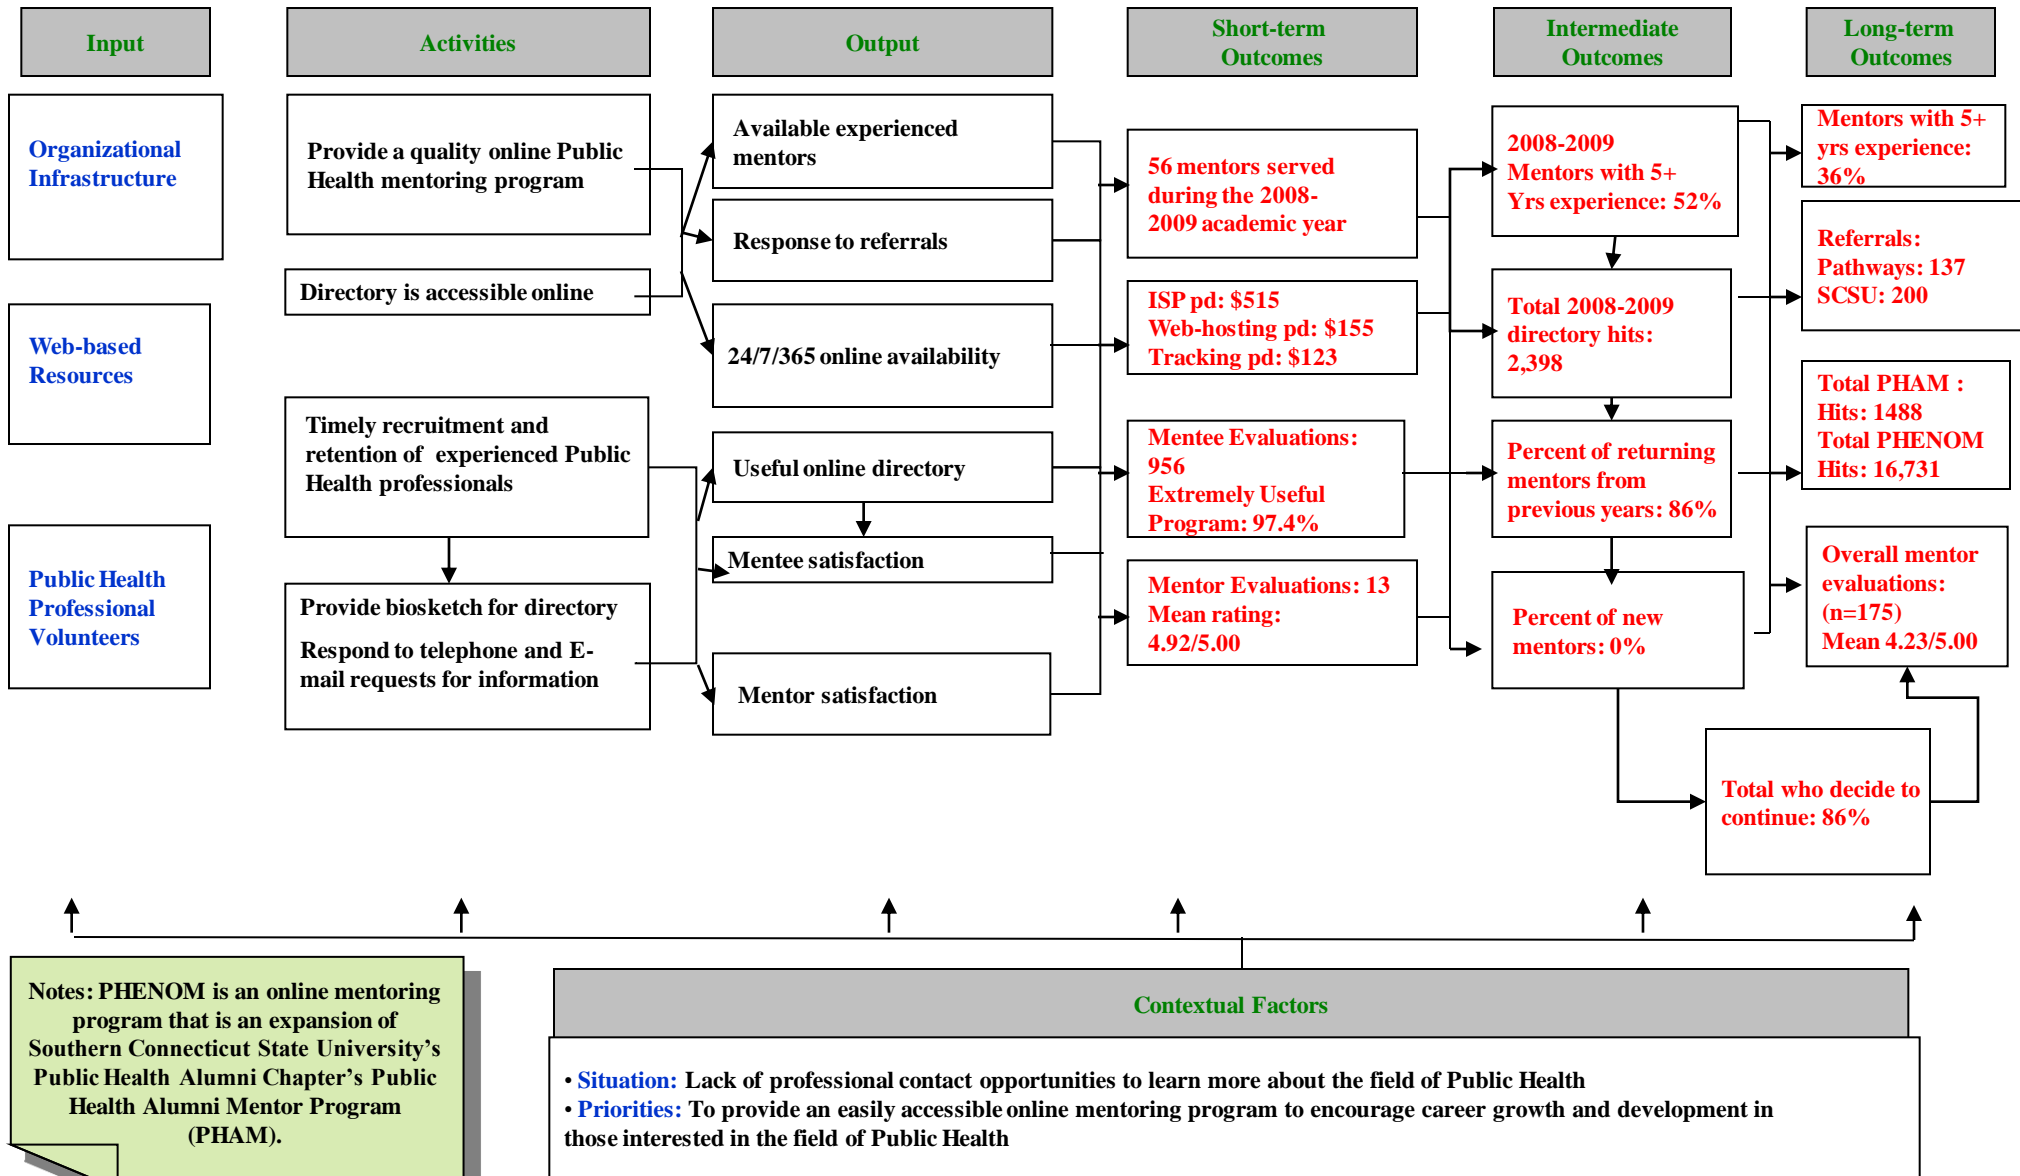 Input
Activities
Output
Short-term
Outcomes
Intermediate
Outcomes
Long-term
Outcomes
Organizational
Infrastructure
Web-based
Resources
Public Health
Professional
Volunteers
Provide a quality online Public
Health mentoring program
Directory is accessible online
Timely recruitment and
retention of experienced Public
Health professionals
Provide biosketch for directory
Respond to telephone and E-
mail requests for information
Available experienced
mentors
Response to referrals
24/7/365 online availability
Useful online directory
Mentee satisfaction
Mentor satisfaction
56 mentors served
during the 2008-
2009 academic year
ISP pd: $515
Web-hosting pd: $155
Tracking pd: $123
Mentee Evaluations:
956
Extremely Useful
Program: 97.4%
Mentor Evaluations: 13
Mean rating:
4.92/5.00
2008-2009
Mentors with 5+
Yrs experience: 52%
Total 2008-2009
directory hits:
2,398
Percent of returning
mentors from
previous years: 86%
Percent of new
mentors: 0%
Total who decide to
continue: 86%
Mentors with 5+
yrs experience:
36%
Referrals:
Pathways: 137
SCSU: 200
Total PHAM :
Hits: 1488
Total PHENOM
Hits: 16,731
Overall mentor
evaluations:
(n=175)
Mean 4.23/5.00
Notes: PHENOM is an online mentoring
program that is an expansion of
Southern Connecticut State University's
Public Health Alumni Chapter's Public
Health Alumni Mentor Program
(PHAM).
Contextual Factors
• Situation: Lack of professional contact opportunities to learn more about the field of Public Health
• Priorities: To provide an easily accessible online mentoring program to encourage career growth and development in
those interested in the field of Public Health